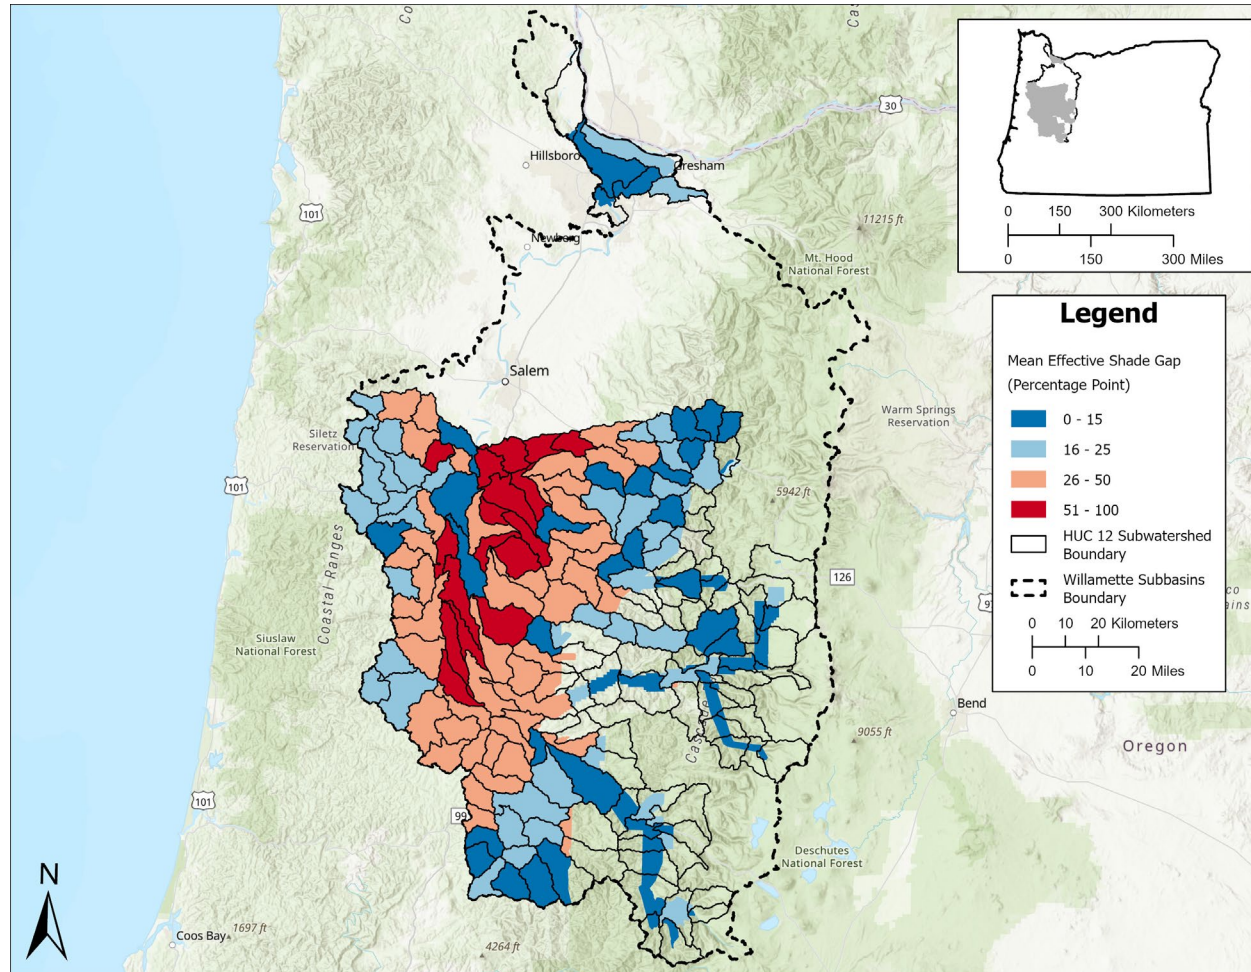 Co
Cas
30
Hillsboro
Gresham
101
11215 ft
Newberg
Mt. Hood
National Forest
Salem
Siletz
Reservation
Warm Springs
Reservation
101
5942 ft
Coastal Ranges
126
97
Siuslaw
National Forest
Bend
Cascade
9055 ft
Oregon
101
99
Deschutes
National Forest
N
Coos Bay
1697 ft
4264 ft
0 150 300 Kilometers
0 150 300 Miles
Legend
Mean Effective Shade Gap
(Percentage Point)
0 - 15
16 - 25
26 - 50
51 - 100
HUC 12 Subwatershed
Boundary
Willamette Subbasins
Boundary
0 10 20 Kilometers
0 10 20 Miles